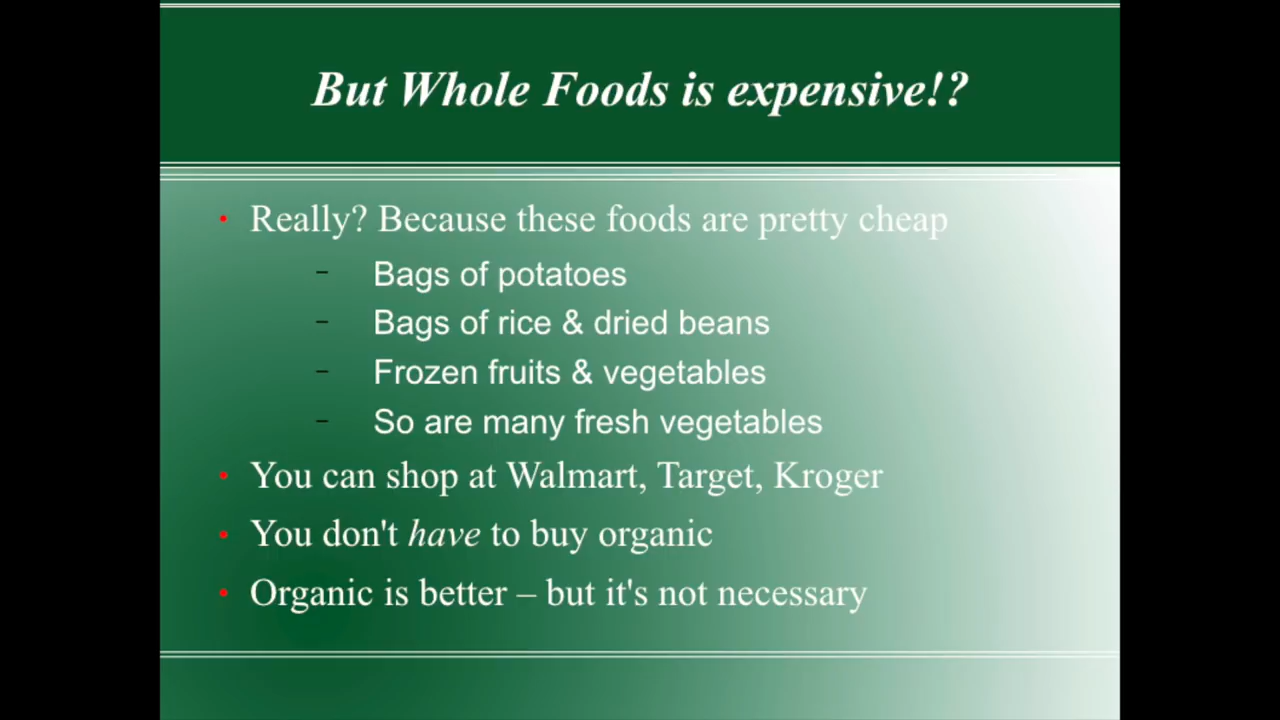 But Whole Foods is expensive!?
• Really? Because these foods are pretty cheap
– Bags of potatoes
– Bags of rice & dried beans
– Frozen fruits & vegetables
– So are many fresh vegetables
• You can shop at Walmart, Target, Kroger
• You don't have to buy organic
• Organic is better – but it's not necessary